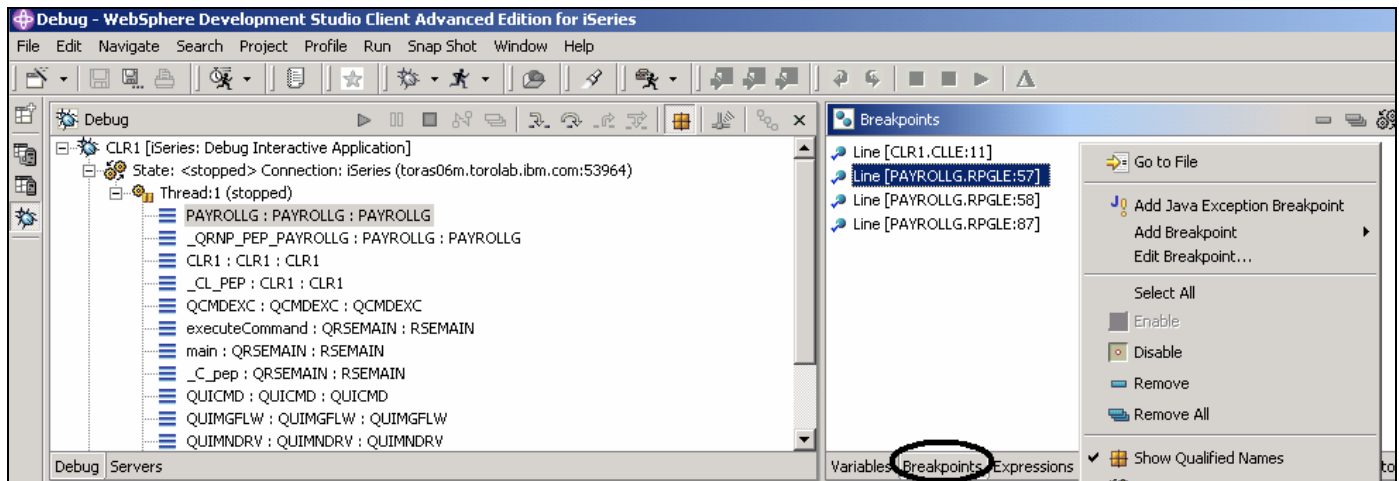 Debug - WebSphere Development Studio Client Advanced Edition for iSeries
File Edit Navigate Search Project Profile Run Snap Shot Window Help
Debug
CLR1 [iSeries: Debug Interactive Application]
State: <stopped> Connection: iSeries (toras06m.torolab.ibm.com:53964)
Thread:1 (stopped)
PAYROLLG : PAYROLLG : PAYROLLG
_QRNP_PEP_PAYROLLG : PAYROLLG : PAYROLLG
CLR1 : CLR1 : CLR1
_CL_PEP : CLR1 : CLR1
QCMDEXC : QCMDEXC : QCMDEXC
executeCommand : QRSEMAIN : RSEMAIN
main : QRSEMAIN : RSEMAIN
_C_pep : QRSEMAIN : RSEMAIN
QUICMD : QUICMD : QUICMD
QUIMGFLW : QUIMGFLW : QUIMGFLW
QUIMNDRV : QUIMNDRV : QUIMNDRV
Debug Servers
Breakpoints
Line [CLR1.CLLE:11]
Line [PAYROLLG.RPGLE:57]
Line [PAYROLLG.RPGLE:58]
Line [PAYROLLG.RPGLE:87]
Variables Breakpoints Expressions
Go to File
Add Java Exception Breakpoint
Add Breakpoint
Edit Breakpoint...
Select All
Enable
Disable
Remove
Remove All
Show Qualified Names